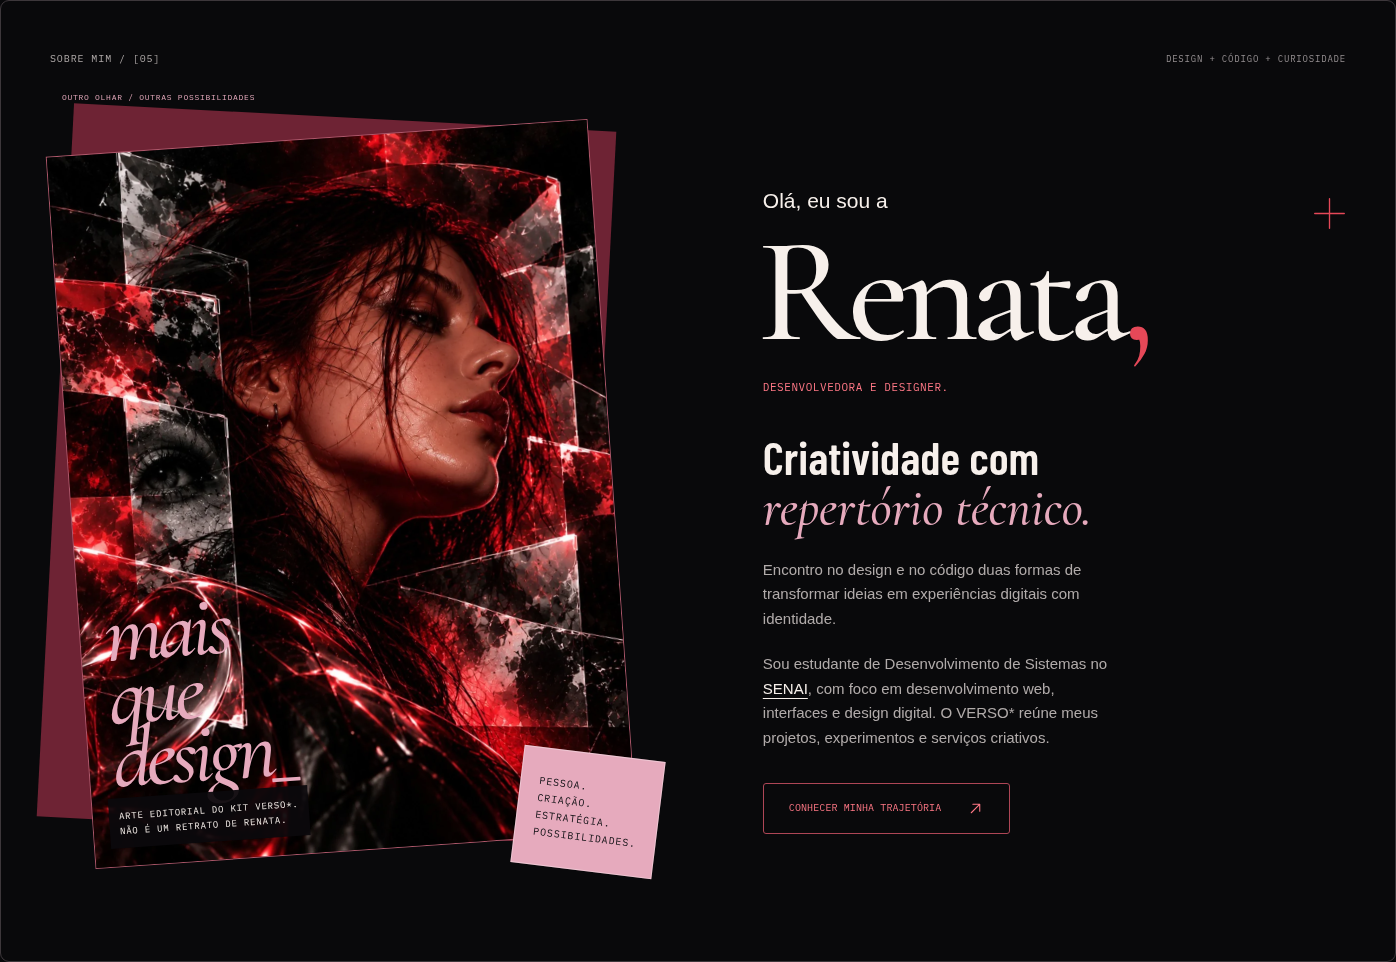 SOBRE MIM / [05]
DESIGN + CÓDIGO + CURIOSIDADE
OUTRO OLHAR / OUTRAS POSSIBILIDADES
mais
que
design_
ARTE EDITORIAL DO KIT VERSO*.
NÃO É UM RETRATO DE RENATA.
PESSOA.
CRIAÇÃO.
ESTRATÉGIA.
POSSIBILIDADES.
Olá, eu sou a
Renata,
DESENVOLVEDORA E DESIGNER.
Criatividade com
repertório técnico.
Encontro no design e no código duas formas de
transformar ideias em experiências digitais com
identidade.
Sou estudante de Desenvolvimento de Sistemas no
SENAI, com foco em desenvolvimento web,
interfaces e design digital. O VERSO* reúne meus
projetos, experimentos e serviços criativos.
CONHECER MINHA TRAJETÓRIA